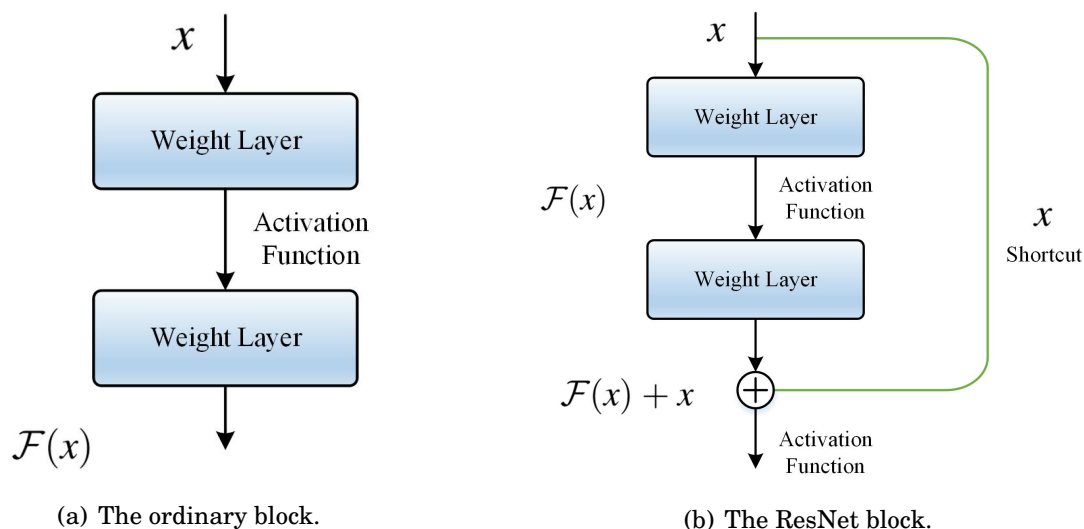 x
Weight Layer
Activation
Function
Weight Layer
F(x)
(a) The ordinary block.
x
Weight Layer
F(x)
Activation
Function
x
Shortcut
Weight Layer
F(x) + x
Activation
Function
(b) The ResNet block.